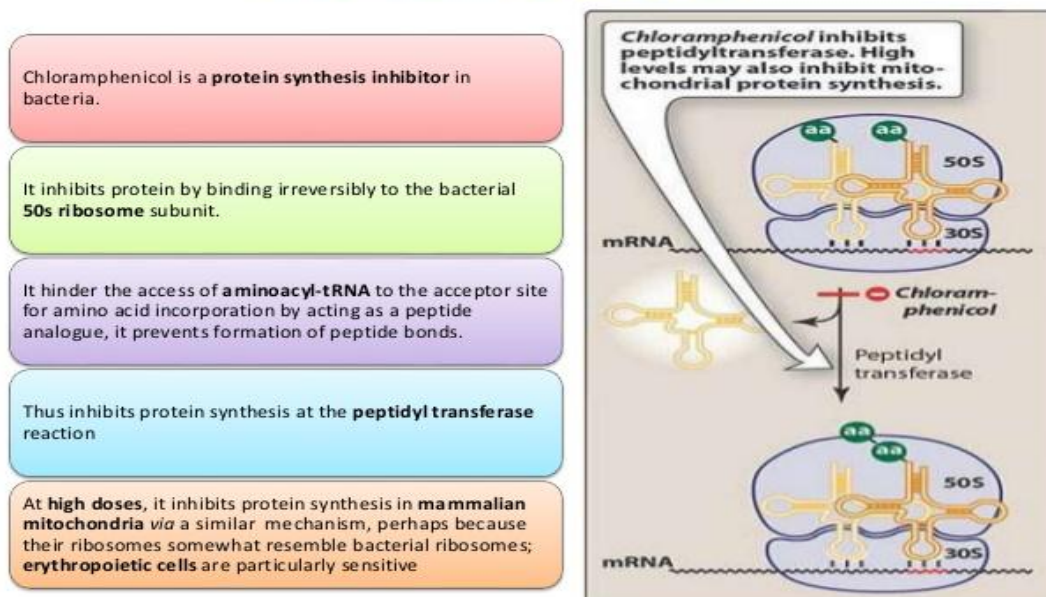 Chloramphenicol is a protein synthesis inhibitor in
bacteria.
It inhibits protein by binding irreversibly to the bacterial
50s ribosome subunit.
It hinder the access of aminoacyl-tRNA to the acceptor site
for amino acid incorporation by acting as a peptide
analogue, it prevents formation of peptide bonds.
Thus inhibits protein synthesis at the peptidyl transferase
reaction
At high doses, it inhibits protein synthesis in mammalian
mitochondria via a similar mechanism, perhaps because
their ribosomes somewhat resemble bacterial ribosomes;
erythropoietic cells are particularly sensitive
Chloramphenicol inhibits
peptidyltransferase. High
levels may also inhibit mito-
chondrial protein synthesis.
aa aa
50S
30S
mRNA
Chloram-
phenicol
Peptidyl
transferase
aa
aa
50S
30S
mRNA